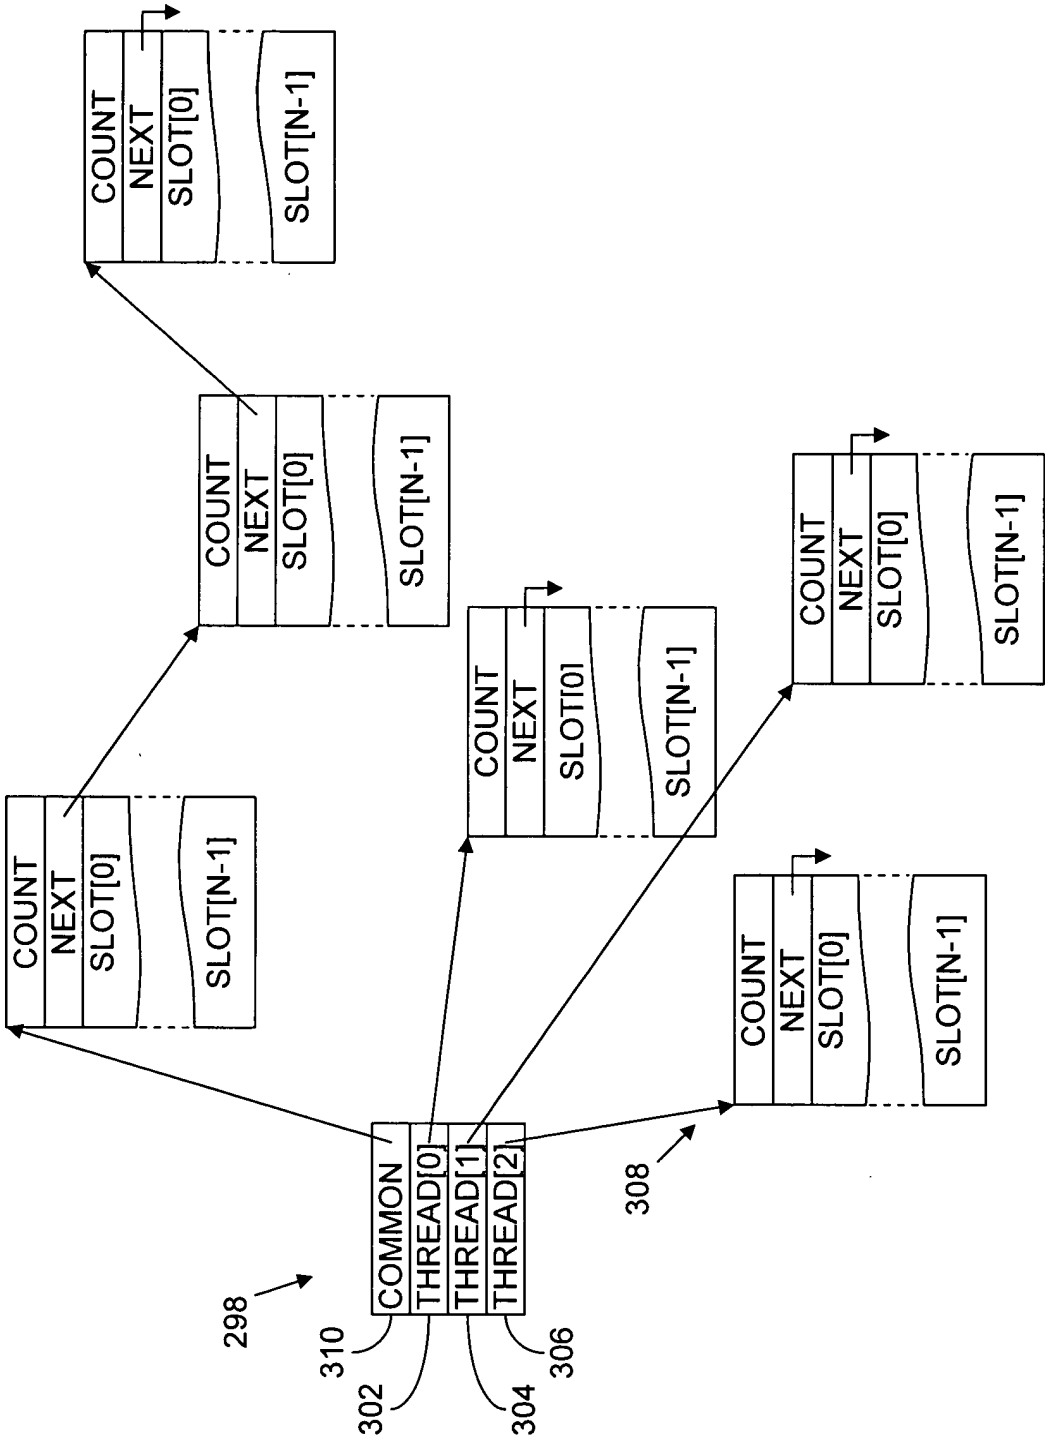 COUNT
NEXT
SLOT[0]
SLOT[N-1]
COUNT
NEXT
SLOT[0]
SLOT[N-1]
COUNT
NEXT
SLOT[0]
SLOT[N-1]
298
310
302
304
306
COMMON
THREAD[0]
THREAD[1]
THREAD[2]
COUNT
NEXT
SLOT[0]
SLOT[N-1]
308
COUNT
NEXT
SLOT[0]
SLOT[N-1]
COUNT
NEXT
SLOT[0]
SLOT[N-1]